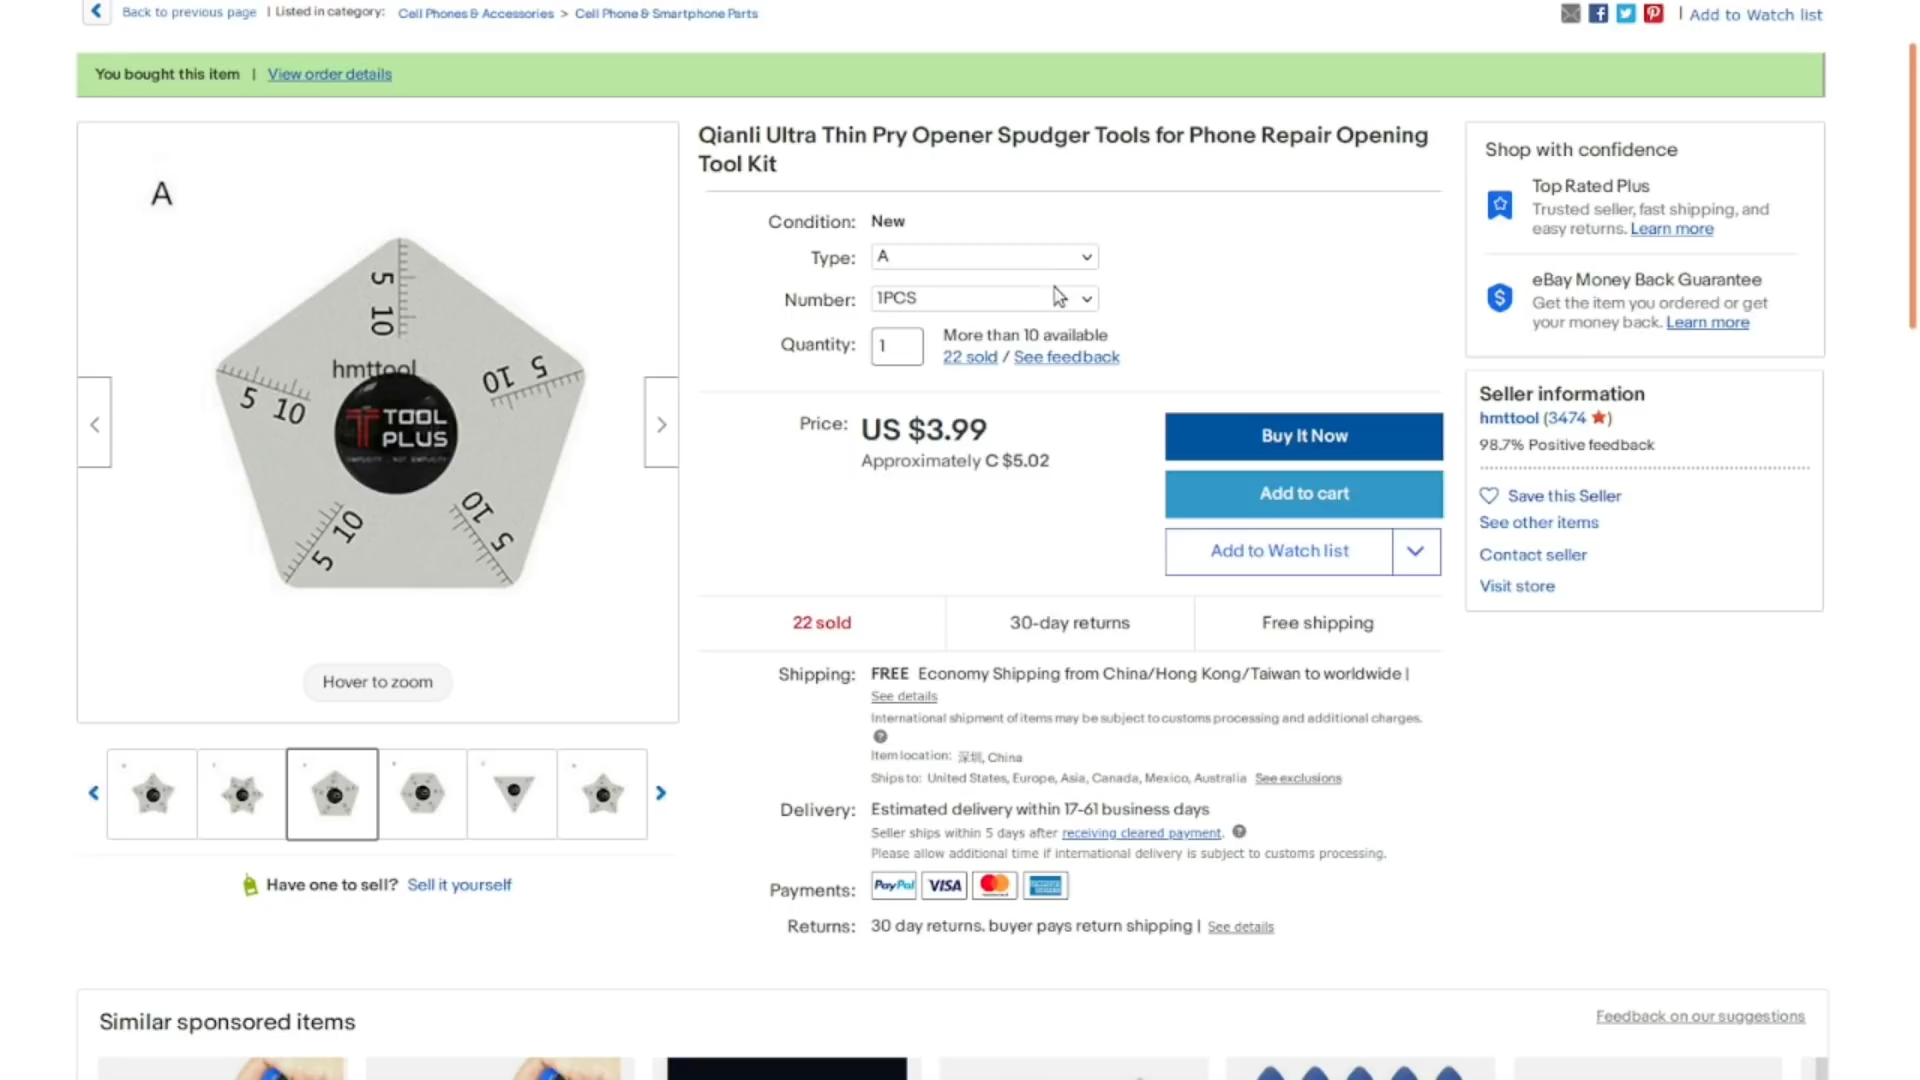 Back to previous page | Listed in category: Cell Phones & Accessories > Cell Phone & Smartphone Parts
| Add to Watch list
You bought this item | View order details
A
5
10
hmttool
5 10
10 5
TOOL
PLUS
5 10
10 5
Hover to zoom
Have one to sell? Sell it yourself
Qianli Ultra Thin Pry Opener Spudger Tools for Phone Repair Opening
Tool Kit
Condition: New
Type: A
Number: 1PCS
Quantity: 1
More than 10 available
22 sold / See feedback
Price: US $3.99
Approximately C $5.02
Buy It Now
Add to cart
Add to Watch list
22 sold
30-day returns
Free shipping
Shipping: FREE Economy Shipping from China/Hong Kong/Taiwan to worldwide |
See details
International shipment of items may be subject to customs processing and additional charges.
Item location: 深圳, China
Ships to: United States, Europe, Asia, Canada, Mexico, Australia See exclusions
Delivery: Estimated delivery within 17-61 business days
Seller ships within 5 days after receiving cleared payment.
Please allow additional time if international delivery is subject to customs processing.
Payments: PayPal VISA
Returns: 30 day returns. buyer pays return shipping | See details
Shop with confidence
Top Rated Plus
Trusted seller, fast shipping, and
easy returns. Learn more
eBay Money Back Guarantee
Get the item you ordered or get
your money back. Learn more
Seller information
hmttool (3474 ★)
98.7% Positive feedback
Save this Seller
See other items
Contact seller
Visit store
Similar sponsored items
Feedback on our suggestions